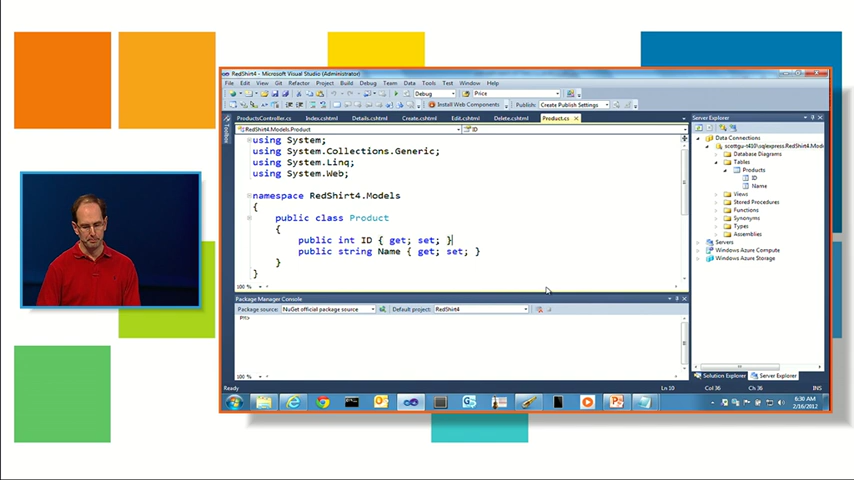 RedShirt4 - Microsoft Visual Studio (Administrator)
File Edit View Git Refactor Project Build Team Data Tools Test Window Help
Debug Price
Install Web Components Publish: Create Publish Settings
ProductsController.cs Index.cshtml Details.cshtml Create.cshtml Edit.cshtml Delete.cshtml Product.cs
Toolbox
RedShirt4.Models.Product ID
using System;
using System.Collections.Generic;
using System.Linq;
using System.Web;
namespace RedShirt4.Models
{
public class Product
{
public int ID { get; set; }
public string Name { get; set; }
}
}
100 %
Package Manager Console
Package source: NuGet official package source Default project: RedShirt4
PM>
100 %
Server Explorer
Data Connections
scottgu-t410\sqlexpress.RedShirt4.Mode
Database Diagrams
Tables
Products
ID
Name
Views
Stored Procedures
Functions
Synonyms
Types
Assemblies
Servers
Windows Azure Compute
Windows Azure Storage
Solution Explorer Server Explorer
Ready Ln 10 Col 36 Ch 36 INS
6:30 AM
2/16/2012